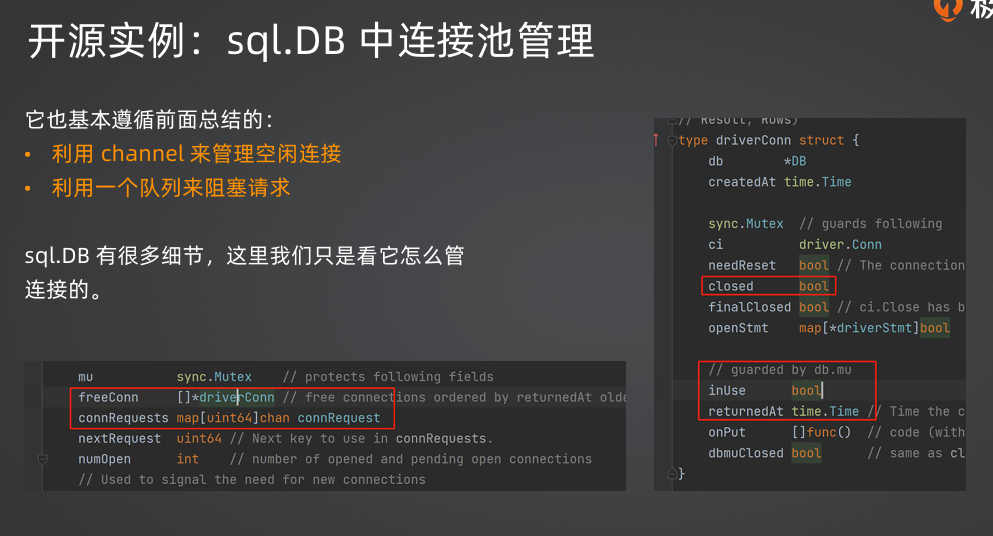 开源实例：sql.DB 中连接池管理
它也基本遵循前面总结的：
• 利用 channel 来管理空闲连接
• 利用一个队列来阻塞请求
sql.DB 有很多细节，这里我们只是看它怎么管
连接的。
mu sync.Mutex // protects following fields
freeConn []*driverConn // free connections ordered by returnedAt olde
connRequests map[uint64]chan connRequest
nextRequest uint64 // Next key to use in connRequests.
numOpen int // number of opened and pending open connections
// Used to signal the need for new connections
// Result, Rows)
type driverConn struct {
db *DB
createdAt time.Time
sync.Mutex // guards following
ci driver.Conn
needReset bool // The connection
closed bool
finalClosed bool // ci.Close has b
openStmt map[*driverStmt]bool
// guarded by db.mu
inUse bool
returnedAt time.Time // Time the c
onPut []func() // code (with
dbmuClosed bool // same as cl
}